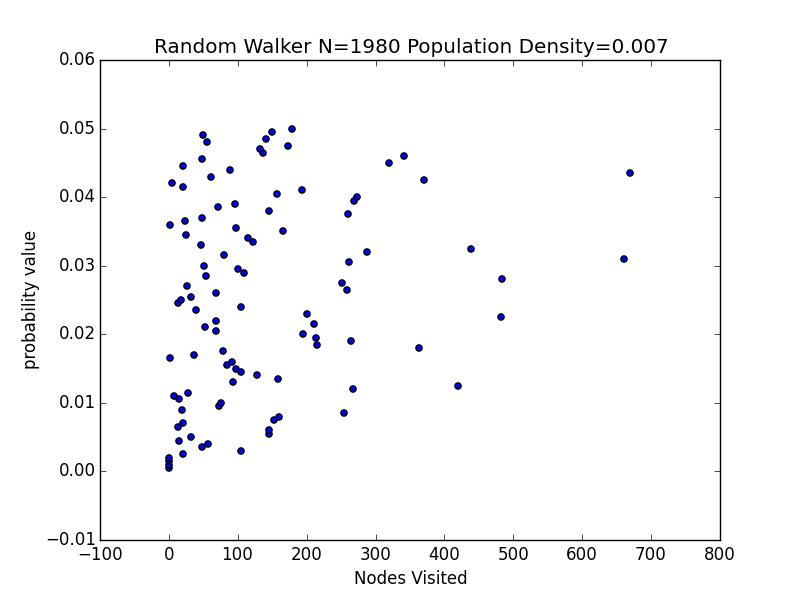 Random Walker N=1980 Population Density=0.007
0.06
0.05
0.04
0.03
0.02
0.01
0.00
−0.01
probability value
−100 0 100 200 300 400 500 600 700 800
Nodes Visited